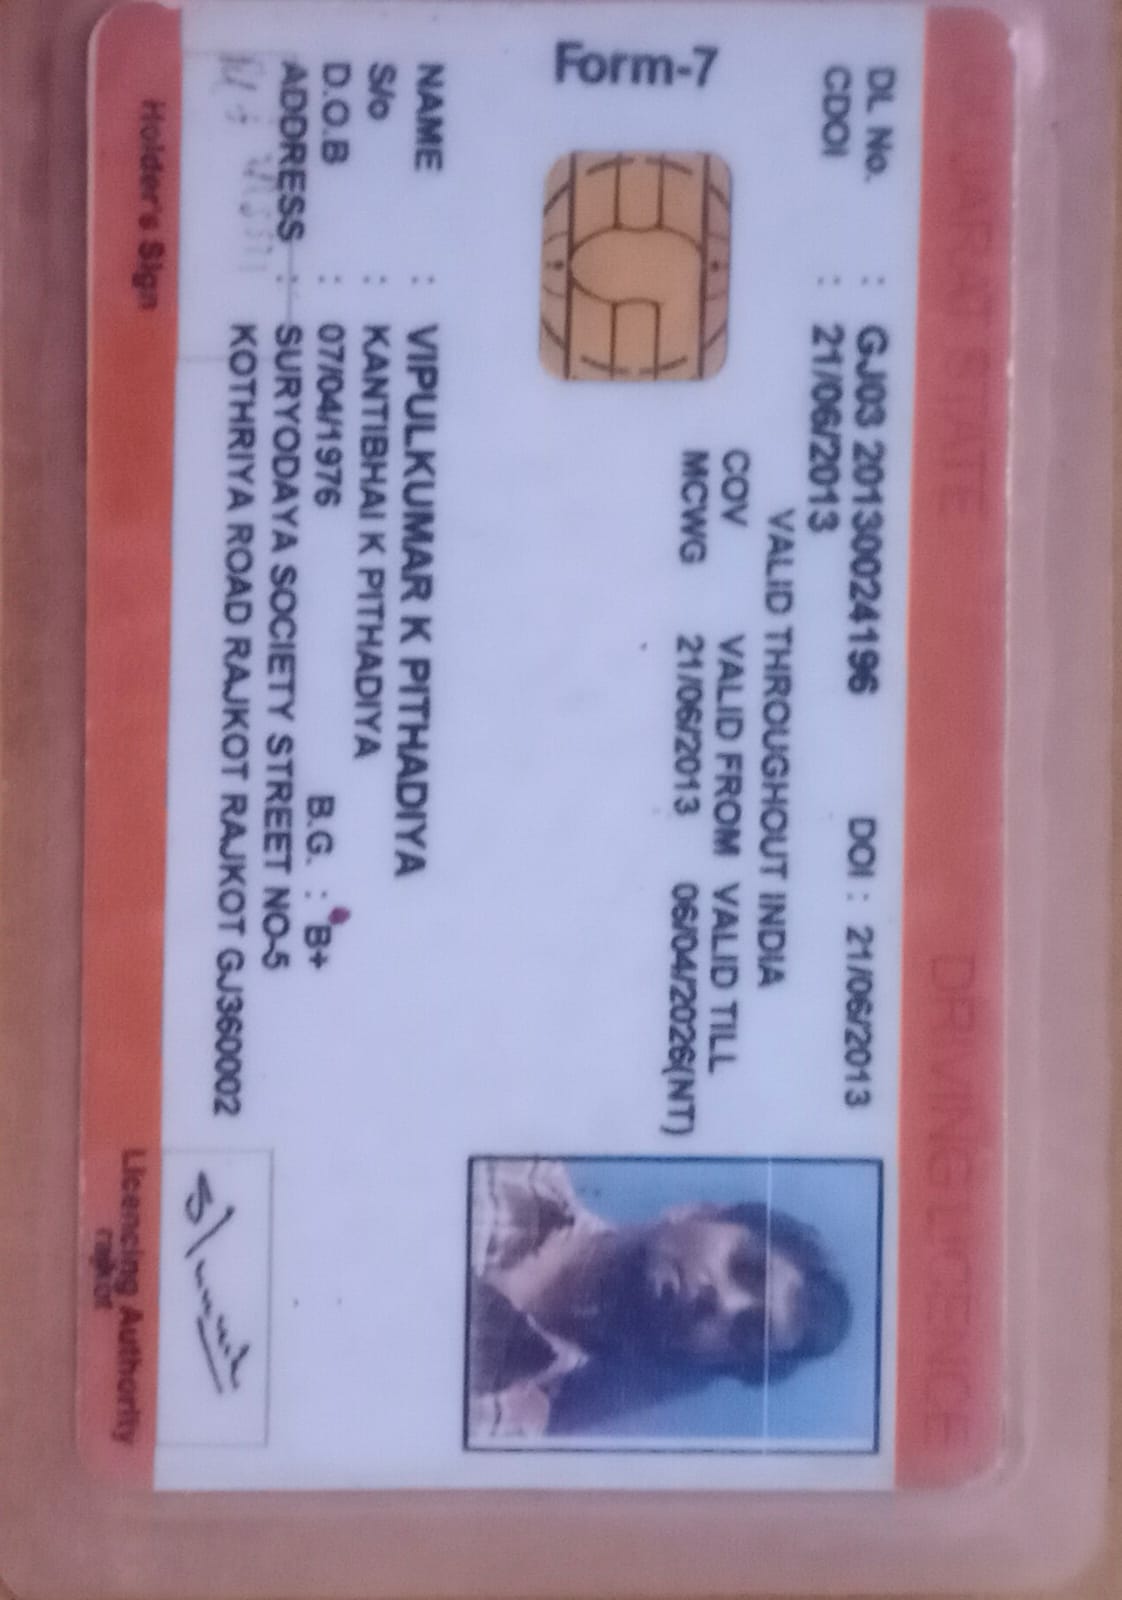 GUJARAT STATE DRIVING LICENCE
DL No. : GJ03 20130024196 DOI : 21/06/2013
CDOI : 21/06/2013
VALID THROUGHOUT INDIA
COV VALID FROM VALID TILL
MCWG 21/06/2013 06/04/2026(NT)
Form-7
NAME : VIPULKUMAR K PITHADIYA
S/o : KANTIBHAI K PITHADIYA
D.O.B : 07/04/1976 B.G. : B+
ADDRESS : SURYODAYA SOCIETY STREET NO-5
KOTHRIYA ROAD RAJKOT RAJKOT GJ360002
Holder's Sign Licencing Authority
rajkot